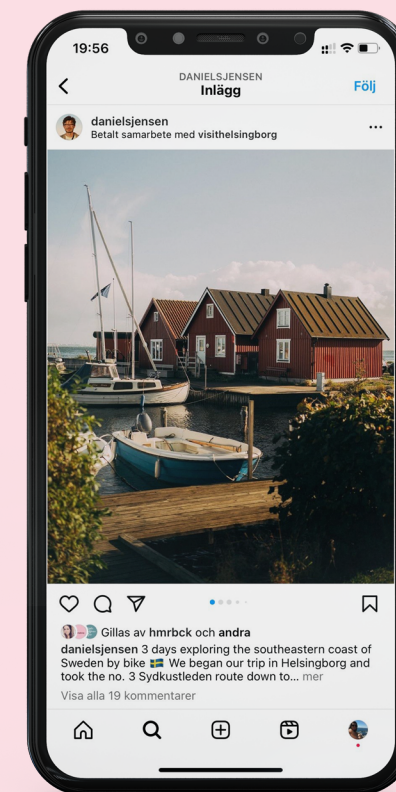 19:56
DANIELSJENSEN
Inlägg
Följ
danielsjensen
Betalt samarbete med visithelsingborg
Gillas av hmrbck och andra
danielsjensen 3 days exploring the southeastern coast of
Sweden by bike 🇸🇪 We began our trip in Helsingborg and
took the no. 3 Sydkustleden route down to... mer
Visa alla 19 kommentarer